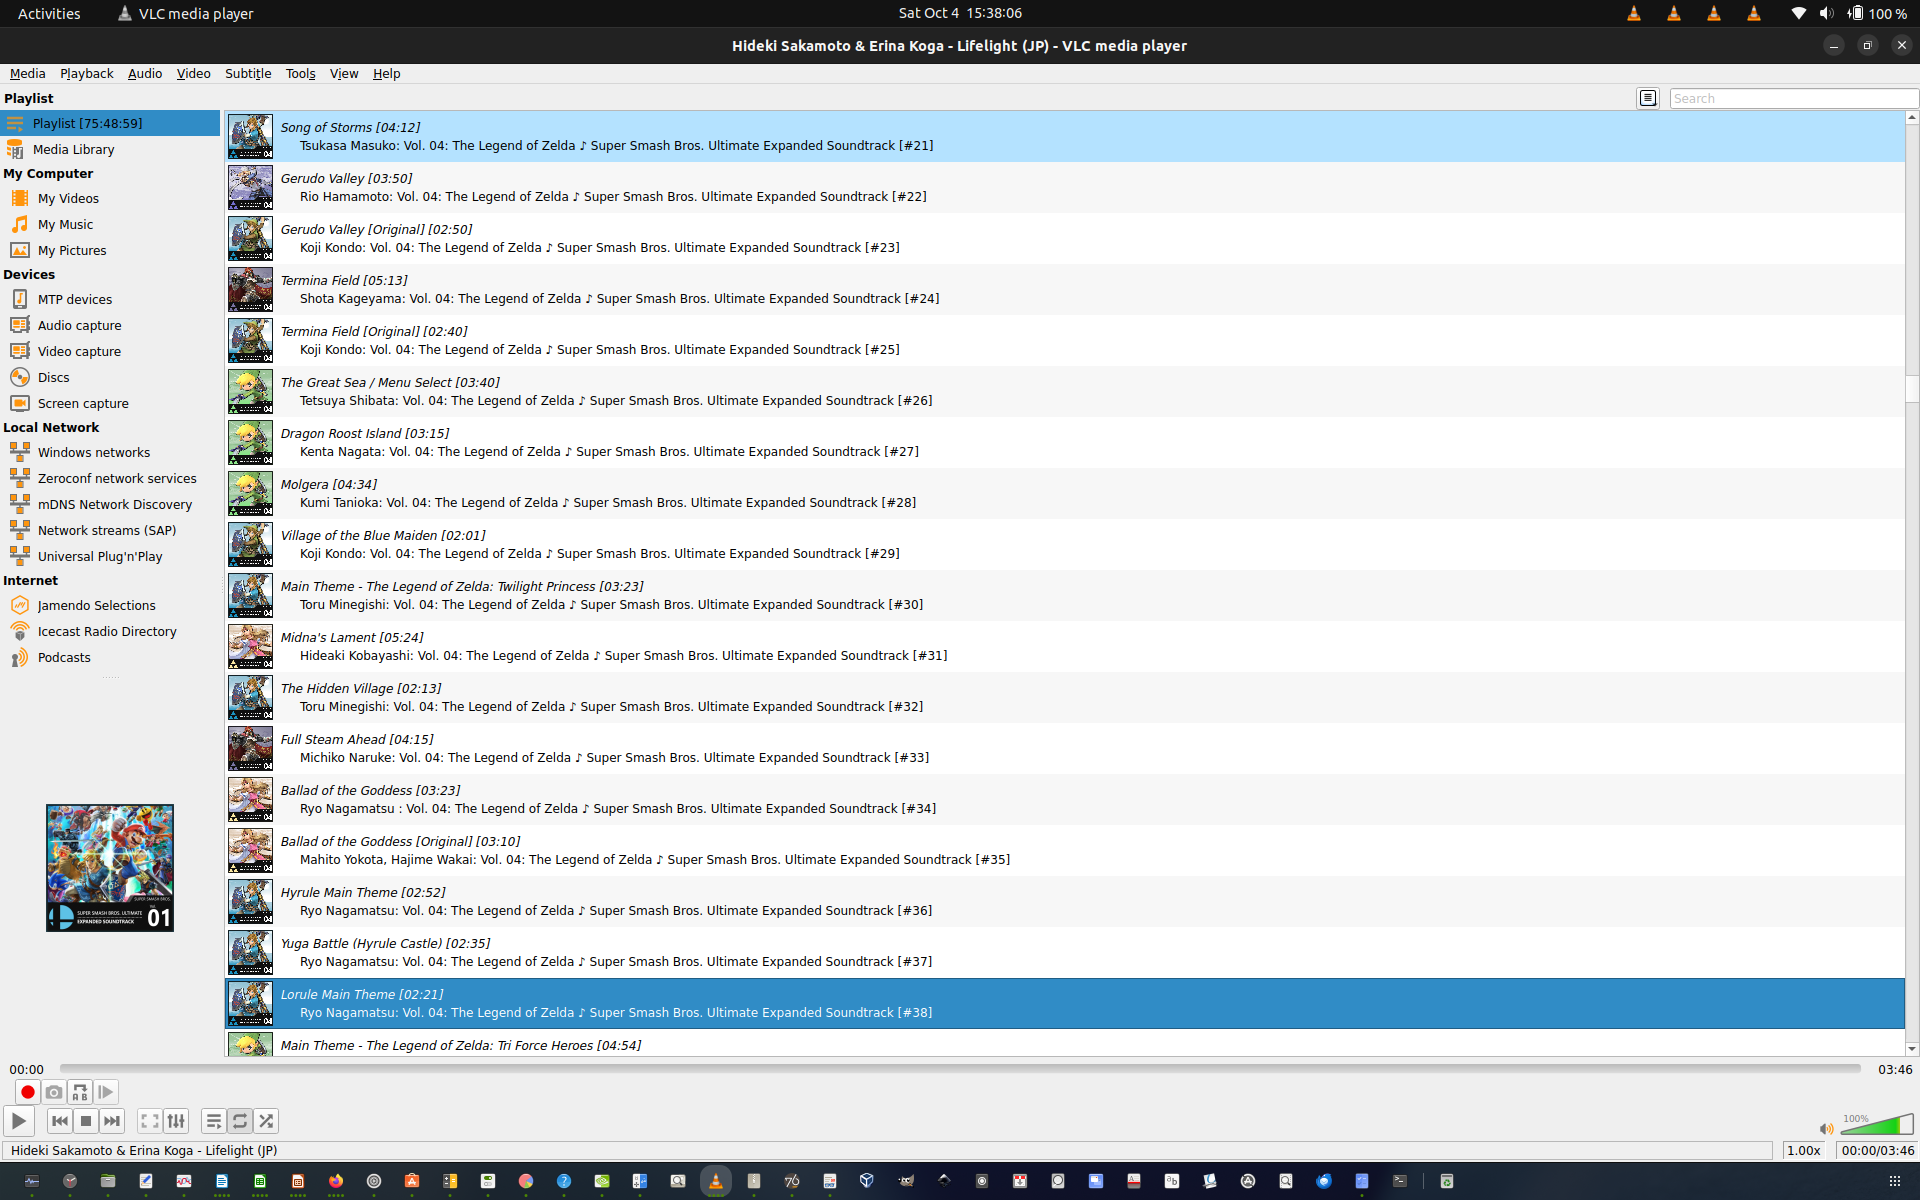 Activities VLC media player Sat Oct 4 15:38:06 100 %
Hideki Sakamoto & Erina Koga - Lifelight (JP) - VLC media player
Media Playback Audio Video Subtitle Tools View Help
Playlist
Search
Playlist [75:48:59]
Media Library
My Computer
My Videos
My Music
My Pictures
Devices
MTP devices
Audio capture
Video capture
Discs
Screen capture
Local Network
Windows networks
Zeroconf network services
mDNS Network Discovery
Network streams (SAP)
Universal Plug'n'Play
Internet
Jamendo Selections
Icecast Radio Directory
Podcasts
SUPER SMASH BROS. ULTIMATE
EXPANDED SOUNDTRACK
01
Song of Storms [04:12]
Tsukasa Masuko: Vol. 04: The Legend of Zelda ♪ Super Smash Bros. Ultimate Expanded Soundtrack [#21]
Gerudo Valley [03:50]
Rio Hamamoto: Vol. 04: The Legend of Zelda ♪ Super Smash Bros. Ultimate Expanded Soundtrack [#22]
Gerudo Valley [Original] [02:50]
Koji Kondo: Vol. 04: The Legend of Zelda ♪ Super Smash Bros. Ultimate Expanded Soundtrack [#23]
Termina Field [05:13]
Shota Kageyama: Vol. 04: The Legend of Zelda ♪ Super Smash Bros. Ultimate Expanded Soundtrack [#24]
Termina Field [Original] [02:40]
Koji Kondo: Vol. 04: The Legend of Zelda ♪ Super Smash Bros. Ultimate Expanded Soundtrack [#25]
The Great Sea / Menu Select [03:40]
Tetsuya Shibata: Vol. 04: The Legend of Zelda ♪ Super Smash Bros. Ultimate Expanded Soundtrack [#26]
Dragon Roost Island [03:15]
Kenta Nagata: Vol. 04: The Legend of Zelda ♪ Super Smash Bros. Ultimate Expanded Soundtrack [#27]
Molgera [04:34]
Kumi Tanioka: Vol. 04: The Legend of Zelda ♪ Super Smash Bros. Ultimate Expanded Soundtrack [#28]
Village of the Blue Maiden [02:01]
Koji Kondo: Vol. 04: The Legend of Zelda ♪ Super Smash Bros. Ultimate Expanded Soundtrack [#29]
Main Theme - The Legend of Zelda: Twilight Princess [03:23]
Toru Minegishi: Vol. 04: The Legend of Zelda ♪ Super Smash Bros. Ultimate Expanded Soundtrack [#30]
Midna's Lament [05:24]
Hideaki Kobayashi: Vol. 04: The Legend of Zelda ♪ Super Smash Bros. Ultimate Expanded Soundtrack [#31]
The Hidden Village [02:13]
Toru Minegishi: Vol. 04: The Legend of Zelda ♪ Super Smash Bros. Ultimate Expanded Soundtrack [#32]
Full Steam Ahead [04:15]
Michiko Naruke: Vol. 04: The Legend of Zelda ♪ Super Smash Bros. Ultimate Expanded Soundtrack [#33]
Ballad of the Goddess [03:23]
Ryo Nagamatsu : Vol. 04: The Legend of Zelda ♪ Super Smash Bros. Ultimate Expanded Soundtrack [#34]
Ballad of the Goddess [Original] [03:10]
Mahito Yokota, Hajime Wakai: Vol. 04: The Legend of Zelda ♪ Super Smash Bros. Ultimate Expanded Soundtrack [#35]
Hyrule Main Theme [02:52]
Ryo Nagamatsu: Vol. 04: The Legend of Zelda ♪ Super Smash Bros. Ultimate Expanded Soundtrack [#36]
Yuga Battle (Hyrule Castle) [02:35]
Ryo Nagamatsu: Vol. 04: The Legend of Zelda ♪ Super Smash Bros. Ultimate Expanded Soundtrack [#37]
Lorule Main Theme [02:21]
Ryo Nagamatsu: Vol. 04: The Legend of Zelda ♪ Super Smash Bros. Ultimate Expanded Soundtrack [#38]
Main Theme - The Legend of Zelda: Tri Force Heroes [04:54]
00:00 03:46
100%
Hideki Sakamoto & Erina Koga - Lifelight (JP) 1.00x 00:00/03:46